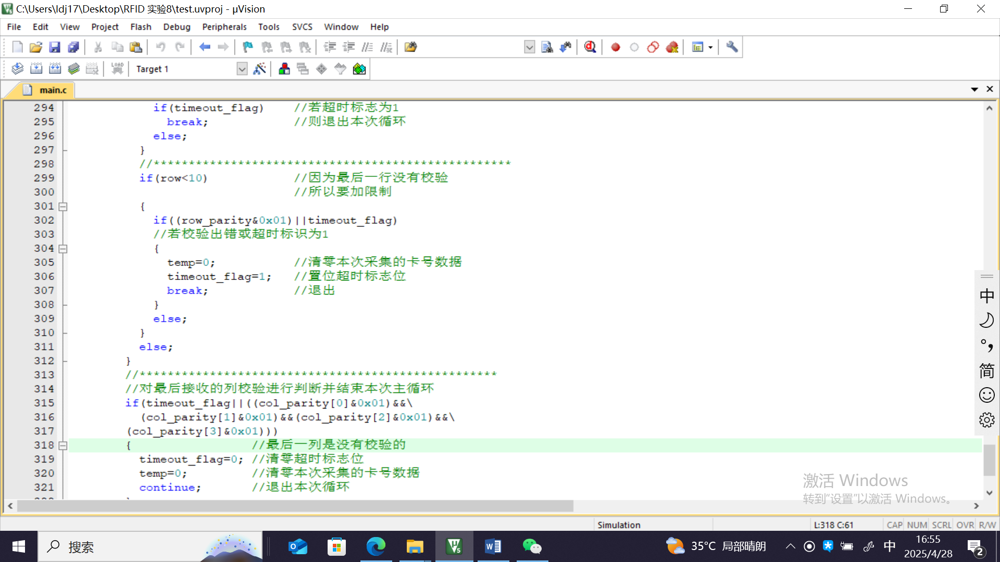 C:\Users\ldj17\Desktop\RFID 实验8\test.uvproj - µVision
File Edit View Project Flash Debug Peripherals Tools SVCS Window Help
LOAD Target 1
main.c
294 if(timeout_flag) //若超时标志为1
295 break; //则退出本次循环
296 else;
297 }
298 //***************************************************
299 if(row<10) //因为最后一行没有校验
300 //所以要加限制
301 {
302 if((row_parity&0x01)||timeout_flag)
303 //若校验出错或超时标识为1
304 {
305 temp=0; //清零本次采集的卡号数据
306 timeout_flag=1; //置位超时标志位
307 break; //退出
308 }
309 else;
310 }
311 else;
312 }
313 //***************************************************
314 //对最后接收的列校验进行判断并结束本次主循环
315 if(timeout_flag||((col_parity[0]&0x01)&&\
316 (col_parity[1]&0x01)&&(col_parity[2]&0x01)&&\
317 (col_parity[3]&0x01)))
318 { //最后一列是没有校验的
319 timeout_flag=0; //清零超时标志位
320 temp=0; //清零本次采集的卡号数据
321 continue; //退出本次循环
中
简
激活 Windows
转到“设置”以激活 Windows。
Simulation L:318 C:61 CAP NUM SCRL OVR R/W
搜索
35°C 局部晴朗
中
16:55
2025/4/28
2